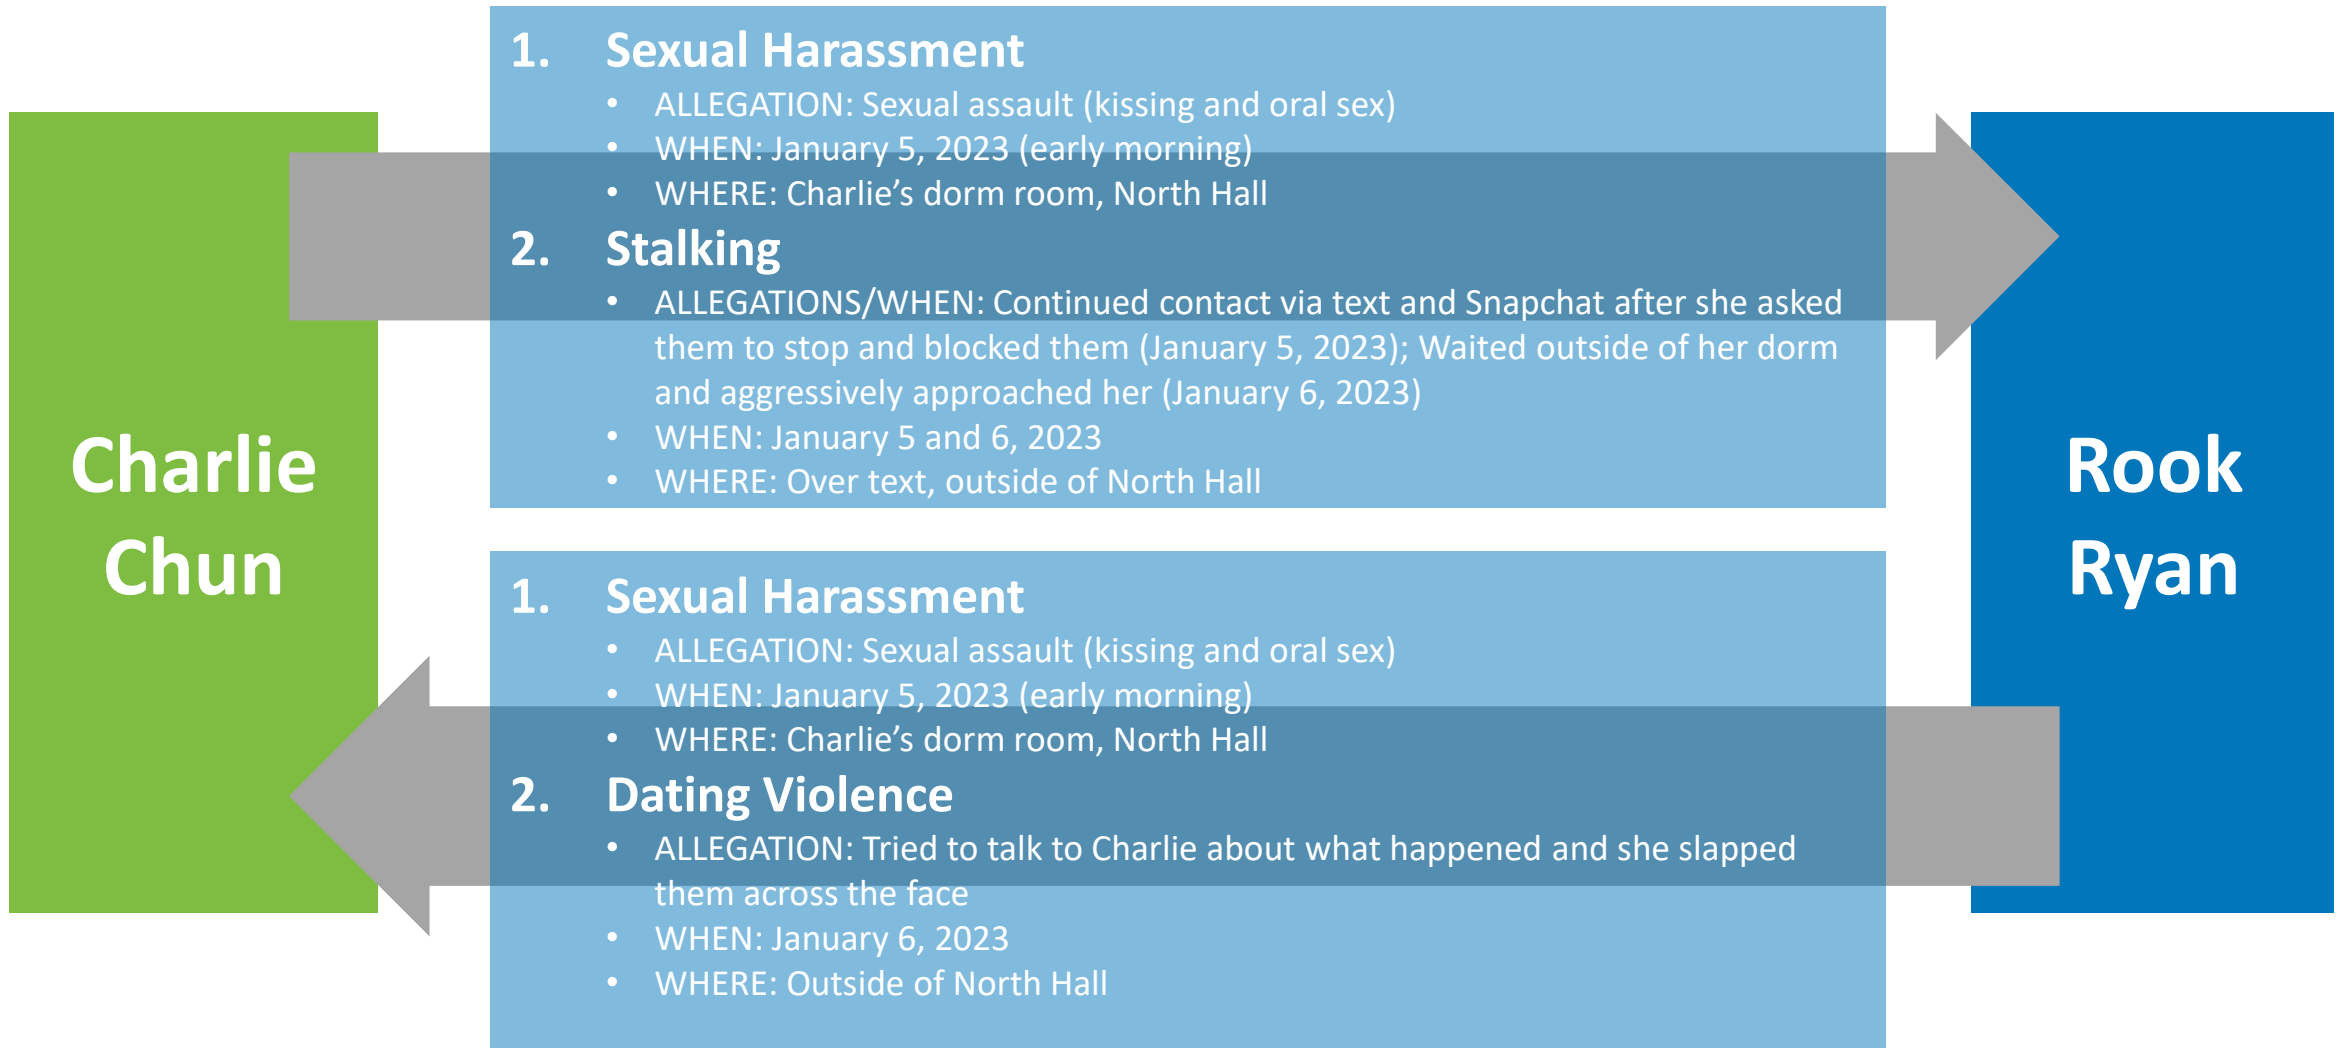 1. Sexual Harassment
• ALLEGATION: Sexual assault (kissing and oral sex)
• WHEN: January 5, 2023 (early morning)
• WHERE: Charlie’s dorm room, North Hall
2. Stalking
• ALLEGATIONS/WHEN: Continued contact via text and Snapchat after she asked
them to stop and blocked them (January 5, 2023); Waited outside of her dorm
and aggressively approached her (January 6, 2023)
• WHEN: January 5 and 6, 2023
• WHERE: Over text, outside of North Hall
Charlie
Chun
Rook
Ryan
1. Sexual Harassment
• ALLEGATION: Sexual assault (kissing and oral sex)
• WHEN: January 5, 2023 (early morning)
• WHERE: Charlie’s dorm room, North Hall
2. Dating Violence
• ALLEGATION: Tried to talk to Charlie about what happened and she slapped
them across the face
• WHEN: January 6, 2023
• WHERE: Outside of North Hall